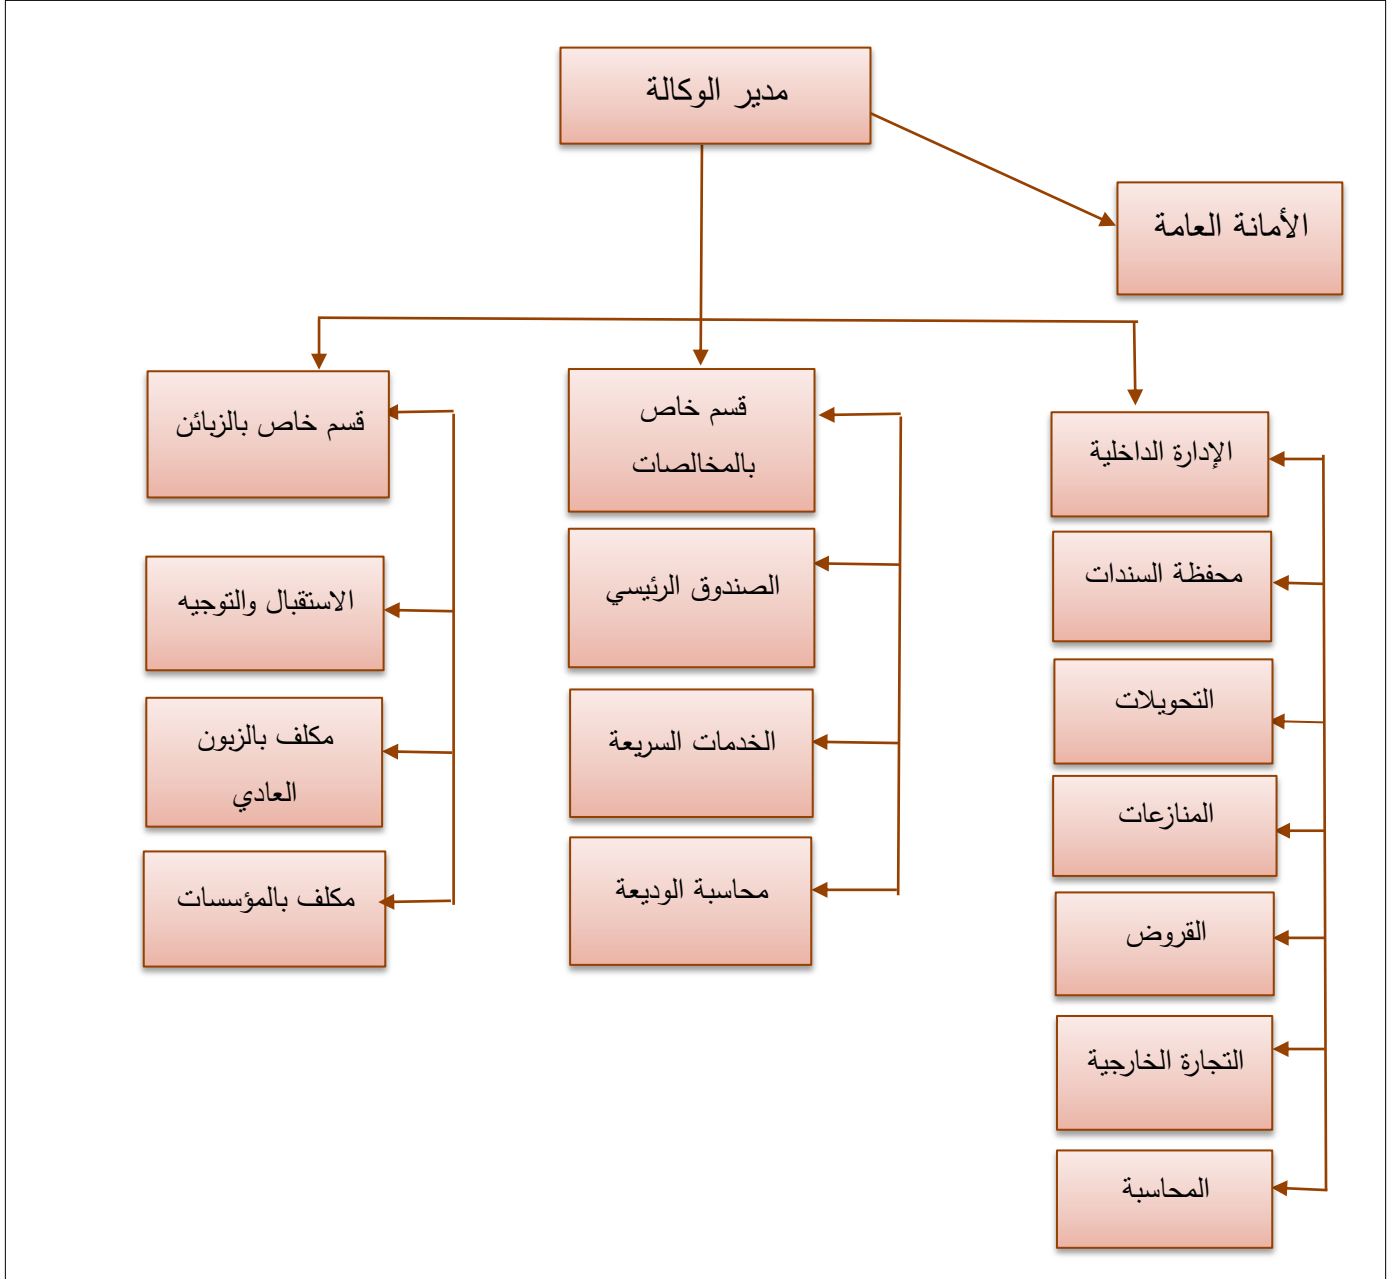 مدير الوكالة
الأمانة العامة
الإدارة الداخلية
محفظة السندات
التحويلات
المنازعات
القروض
التجارة الخارجية
المحاسبة
قسم خاص
بالمخالصات
الصندوق الرئيسي
الخدمات السريعة
محاسبة الوديعة
قسم خاص بالزبائن
الاستقبال والتوجيه
مكلف بالزبون
العادي
مكلف بالمؤسسات